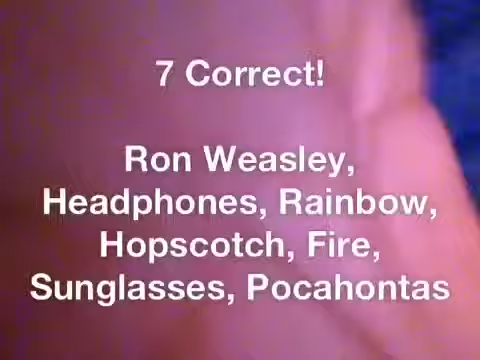 7 Correct!
Ron Weasley,
Headphones, Rainbow,
Hopscotch, Fire,
Sunglasses, Pocahontas